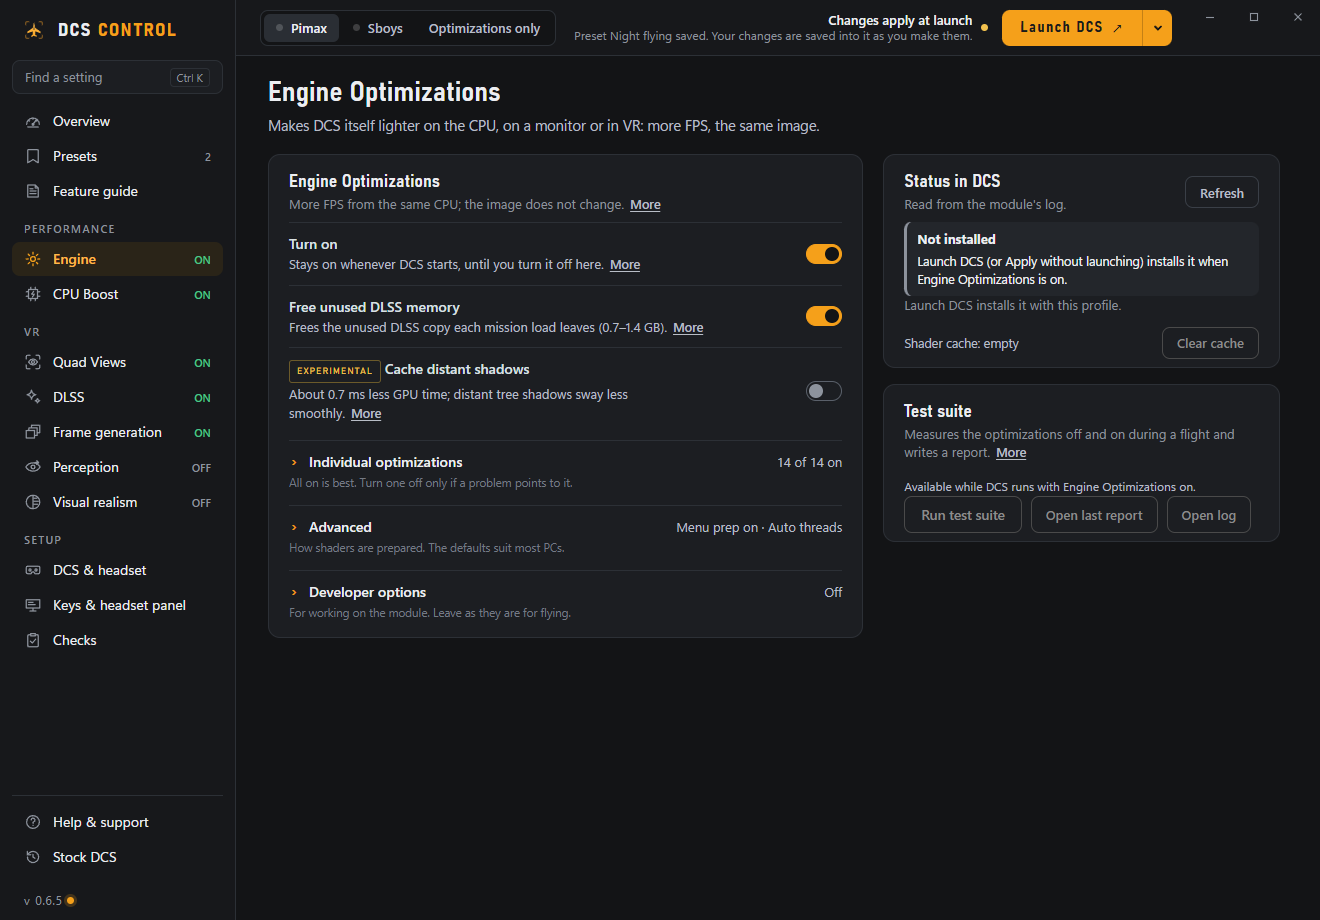 DCS CONTROL
Find a setting Ctrl K
Overview
Presets 2
Feature guide
PERFORMANCE
Engine ON
CPU Boost ON
VR
Quad Views ON
DLSS ON
Frame generation ON
Perception OFF
Visual realism OFF
SETUP
DCS & headset
Keys & headset panel
Checks
Help & support
Stock DCS
v 0.6.5
Pimax Sboys Optimizations only
Changes apply at launch
Preset Night flying saved. Your changes are saved into it as you make them.
Launch DCS ↗
Engine Optimizations
Makes DCS itself lighter on the CPU, on a monitor or in VR: more FPS, the same image.
Engine Optimizations
More FPS from the same CPU; the image does not change. More
Turn on
Stays on whenever DCS starts, until you turn it off here. More
Free unused DLSS memory
Frees the unused DLSS copy each mission load leaves (0.7–1.4 GB). More
EXPERIMENTAL Cache distant shadows
About 0.7 ms less GPU time; distant tree shadows sway less
smoothly. More
› Individual optimizations 14 of 14 on
All on is best. Turn one off only if a problem points to it.
› Advanced Menu prep on · Auto threads
How shaders are prepared. The defaults suit most PCs.
› Developer options Off
For working on the module. Leave as they are for flying.
Status in DCS
Read from the module's log.
Refresh
Not installed
Launch DCS (or Apply without launching) installs it when
Engine Optimizations is on.
Launch DCS installs it with this profile.
Shader cache: empty Clear cache
Test suite
Measures the optimizations off and on during a flight and
writes a report. More
Available while DCS runs with Engine Optimizations on.
Run test suite Open last report Open log